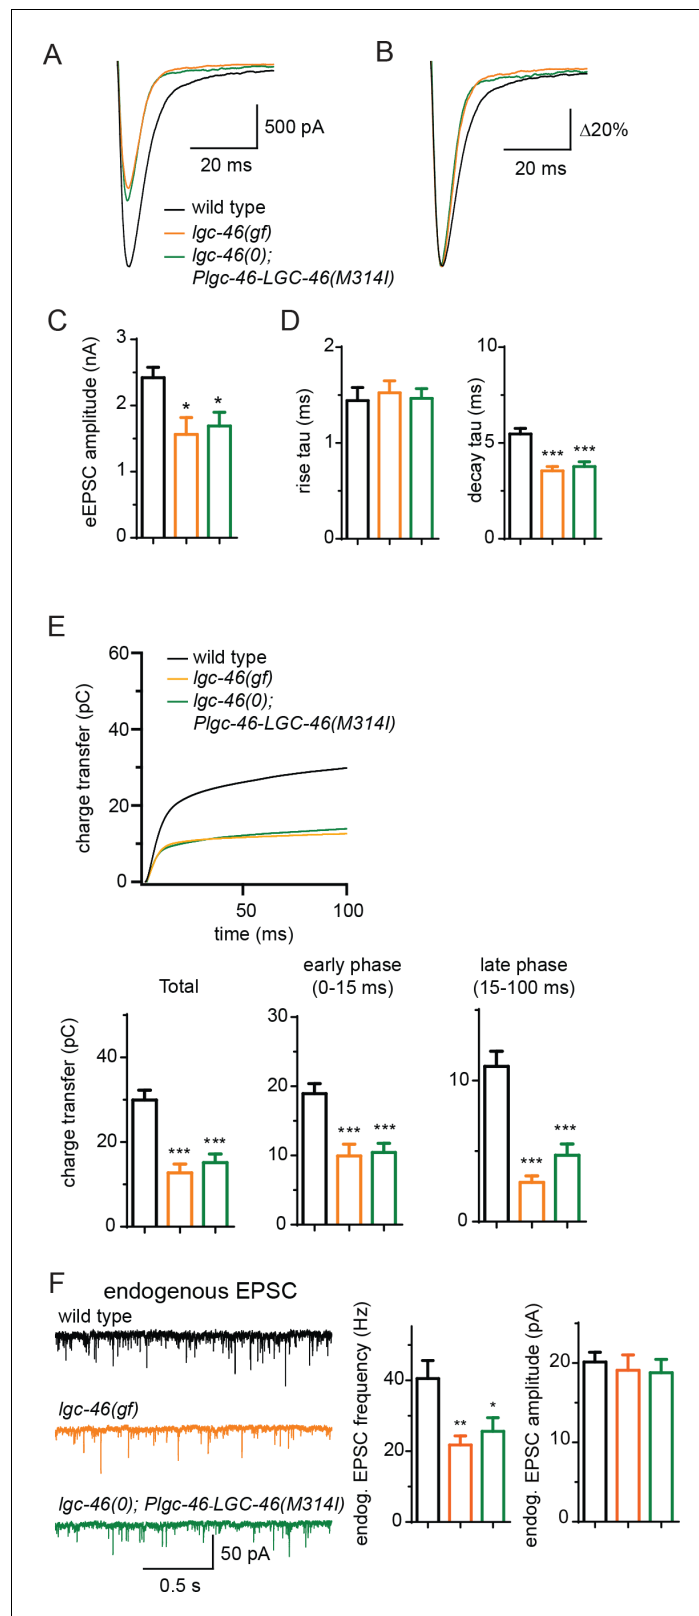 A
B
500 pA
20 ms
Δ20%
20 ms
wild type
lgc-46(gf)
lgc-46(0);
Plgc-46-LGC-46(M314I)
C
eEPSC amplitude (nA)
3
2
1
0
*
*
D
rise tau (ms)
2
1
0
decay tau (ms)
10
5
0
***
***
E
charge transfer (pC)
60
40
20
0
wild type
lgc-46(gf)
lgc-46(0);
Plgc-46-LGC-46(M314I)
50
100
time (ms)
Total
charge transfer (pC)
40
20
0
***
***
early phase
(0-15 ms)
30
20
10
0
***
***
late phase
(15-100 ms)
10
0
***
***
F
endogenous EPSC
wild type
lgc-46(gf)
lgc-46(0); Plgc-46-LGC-46(M314I)
50 pA
0.5 s
endog. EPSC frequency (Hz)
40
20
0
**
*
endog. EPSC amplitude (pA)
20
10
0